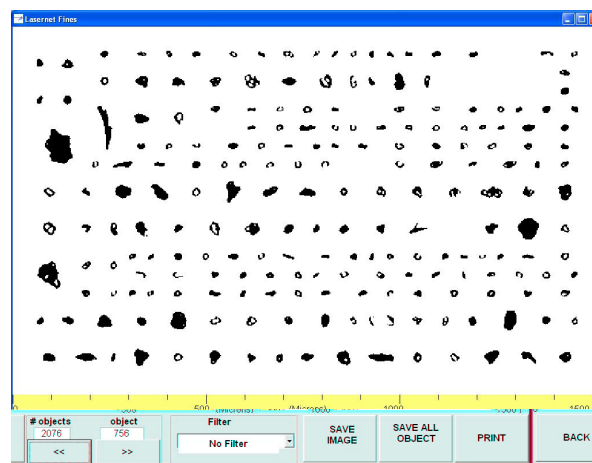 Lasernet Fines
0 500 (Microns) 1000 1500
# objects object Filter
2076 756 No Filter
<< >>
SAVE IMAGE
SAVE ALL OBJECT
PRINT
BACK